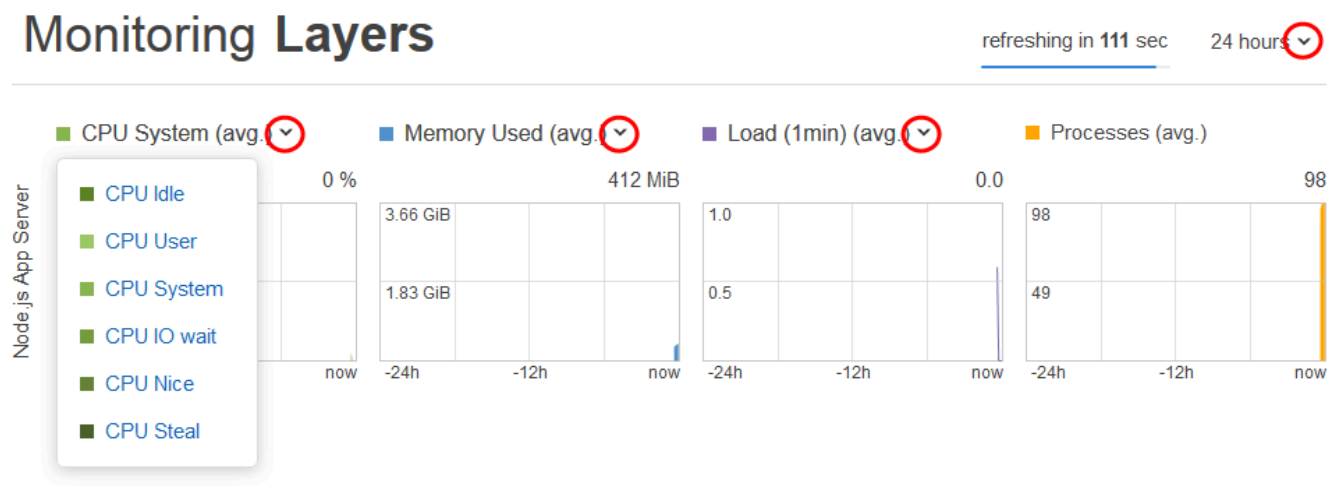 Monitoring Layers
refreshing in 111 sec
24 hours
CPU System (avg.)
Memory Used (avg.)
Load (1min) (avg.)
Processes (avg.)
Node.js App Server
CPU Idle
CPU User
CPU System
CPU IO wait
CPU Nice
CPU Steal
0 %
now
412 MiB
3.66 GiB
1.83 GiB
-24h -12h now
0.0
1.0
0.5
-24h -12h now
98
98
49
-24h -12h now